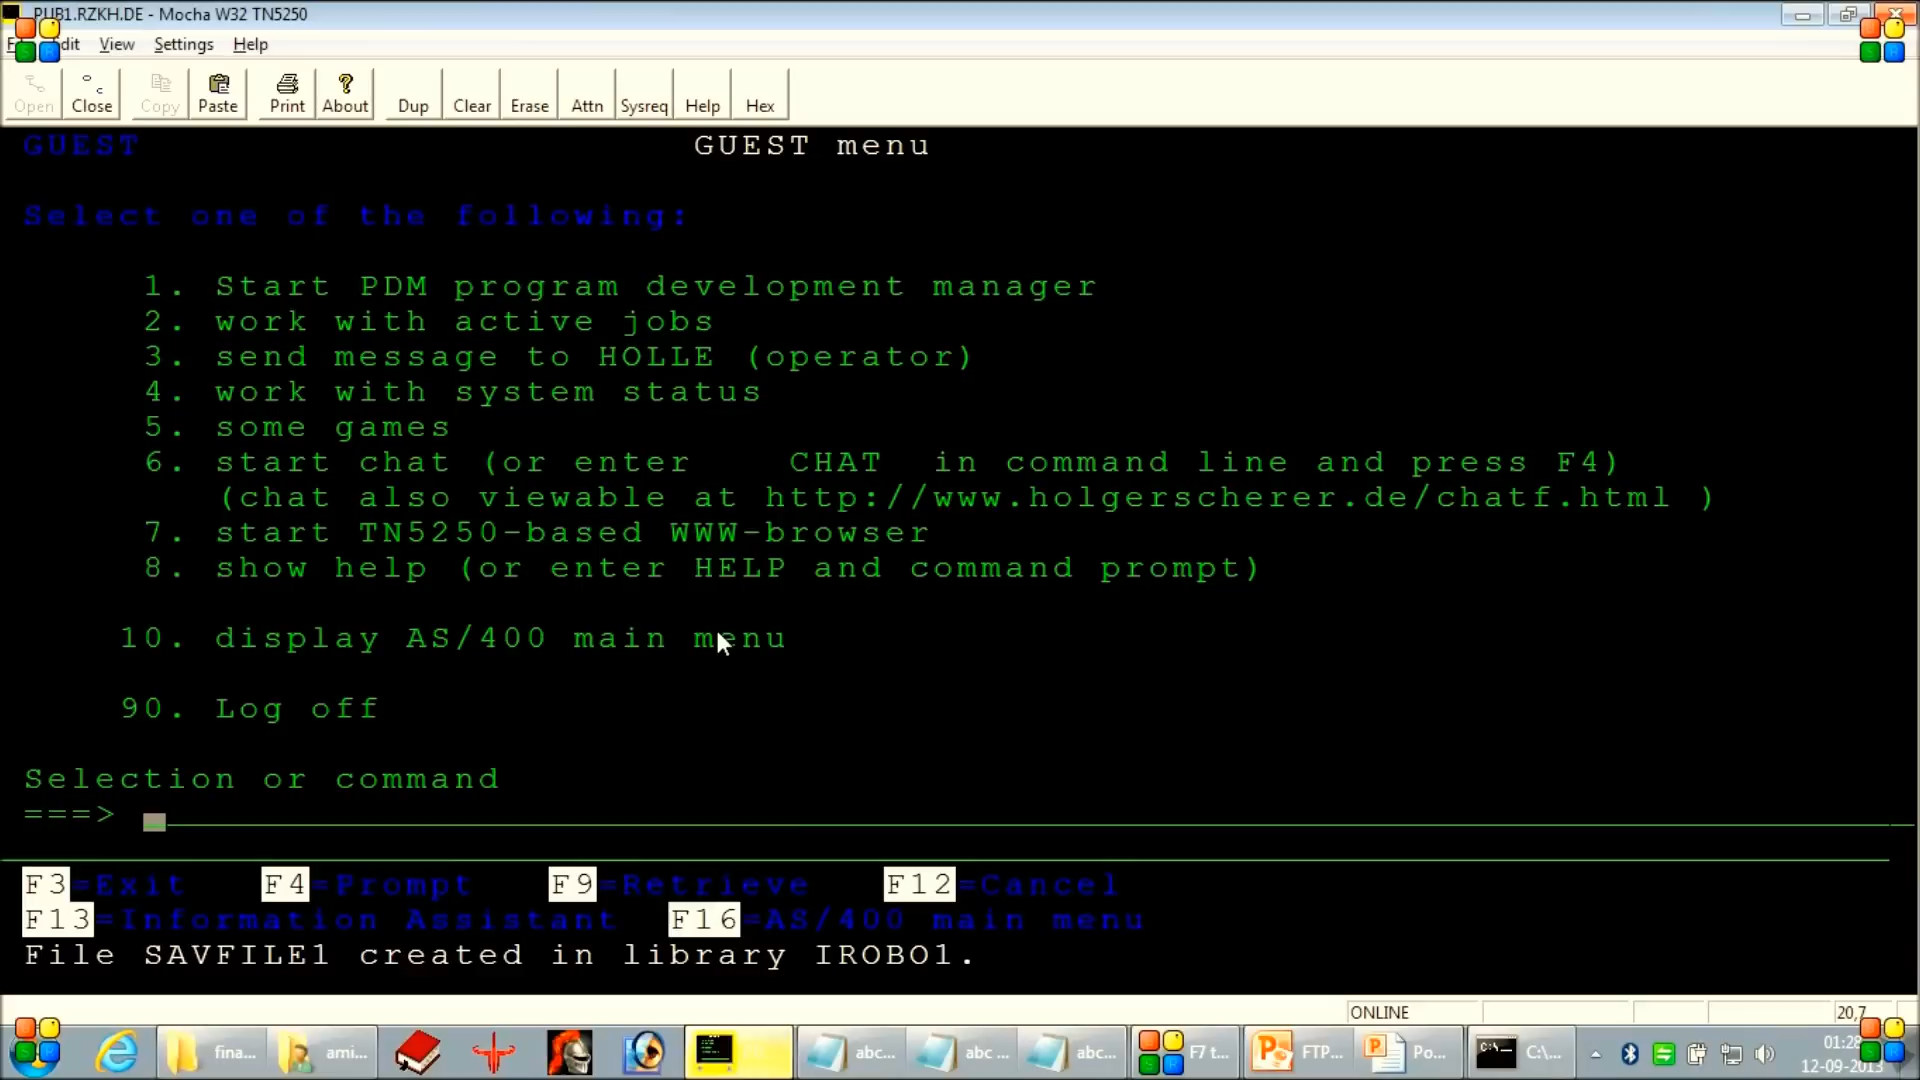 PUB1.RZKH.DE - Mocha W32 TN5250
Edit View Settings Help
Open Close Copy Paste Print About Dup Clear Erase Attn Sysreq Help Hex
GUEST GUEST menu
Select one of the following:
1. Start PDM program development manager
2. work with active jobs
3. send message to HOLLE (operator)
4. work with system status
5. some games
6. start chat (or enter CHAT in command line and press F4)
(chat also viewable at http://www.holgerscherer.de/chatf.html )
7. start TN5250-based WWW-browser
8. show help (or enter HELP and command prompt)
10. display AS/400 main menu
90. Log off
Selection or command
===>
F3=Exit F4=Prompt F9=Retrieve F12=Cancel
F13=Information Assistant F16=AS/400 main menu
File SAVFILE1 created in library IROBO1.
ONLINE 20,7
fina... ami... abc... abc ... abc... F7 t... FTP... Po... C:\...
01:28
12-09-2013